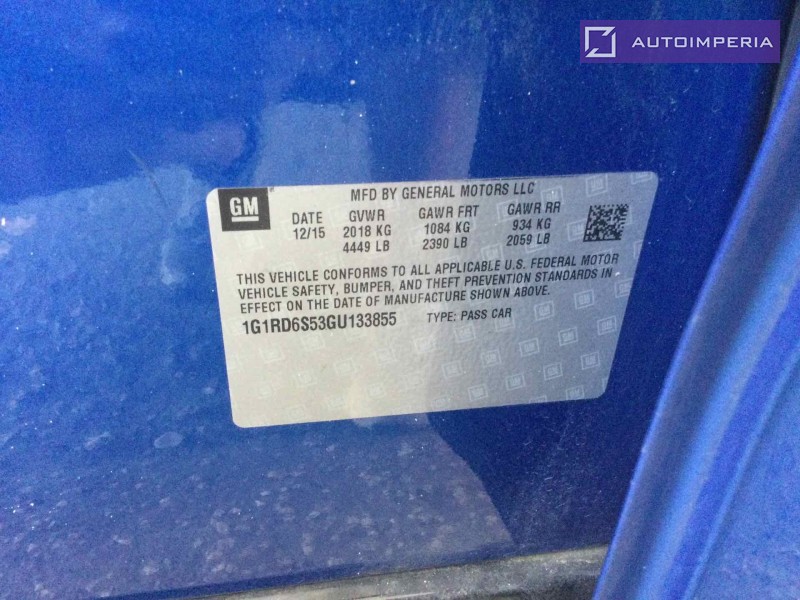 AUTOIMPERIA
GM
MFD BY GENERAL MOTORS LLC
DATE GVWR GAWR FRT GAWR RR
12/15 2018 KG 1084 KG 934 KG
4449 LB 2390 LB 2059 LB
THIS VEHICLE CONFORMS TO ALL APPLICABLE U.S. FEDERAL MOTOR
VEHICLE SAFETY, BUMPER, AND THEFT PREVENTION STANDARDS IN
EFFECT ON THE DATE OF MANUFACTURE SHOWN ABOVE.
1G1RD6S53GU133855 TYPE: PASS CAR